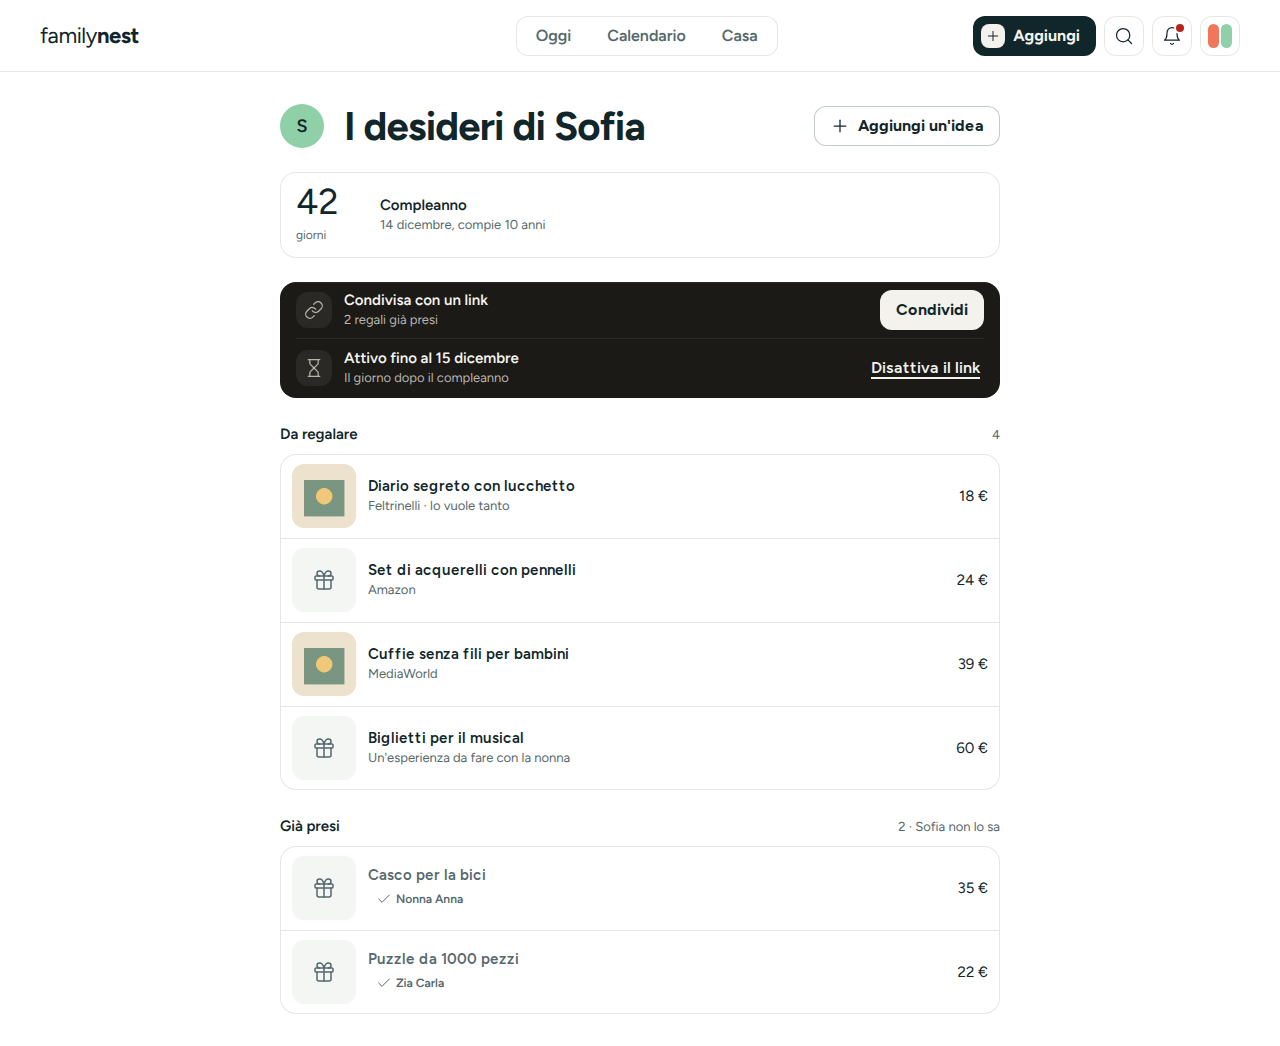 familynest
Oggi
Calendario
Casa
Aggiungi
S
I desideri di Sofia
Aggiungi un'idea
42
giorni
Compleanno
14 dicembre, compie 10 anni
Condivisa con un link
2 regali già presi
Condividi
Attivo fino al 15 dicembre
Il giorno dopo il compleanno
Disattiva il link
Da regalare
4
Diario segreto con lucchetto
Feltrinelli · lo vuole tanto
18 €
Set di acquerelli con pennelli
Amazon
24 €
Cuffie senza fili per bambini
MediaWorld
39 €
Biglietti per il musical
Un'esperienza da fare con la nonna
60 €
Già presi
2 · Sofia non lo sa
Casco per la bici
Nonna Anna
35 €
Puzzle da 1000 pezzi
Zia Carla
22 €